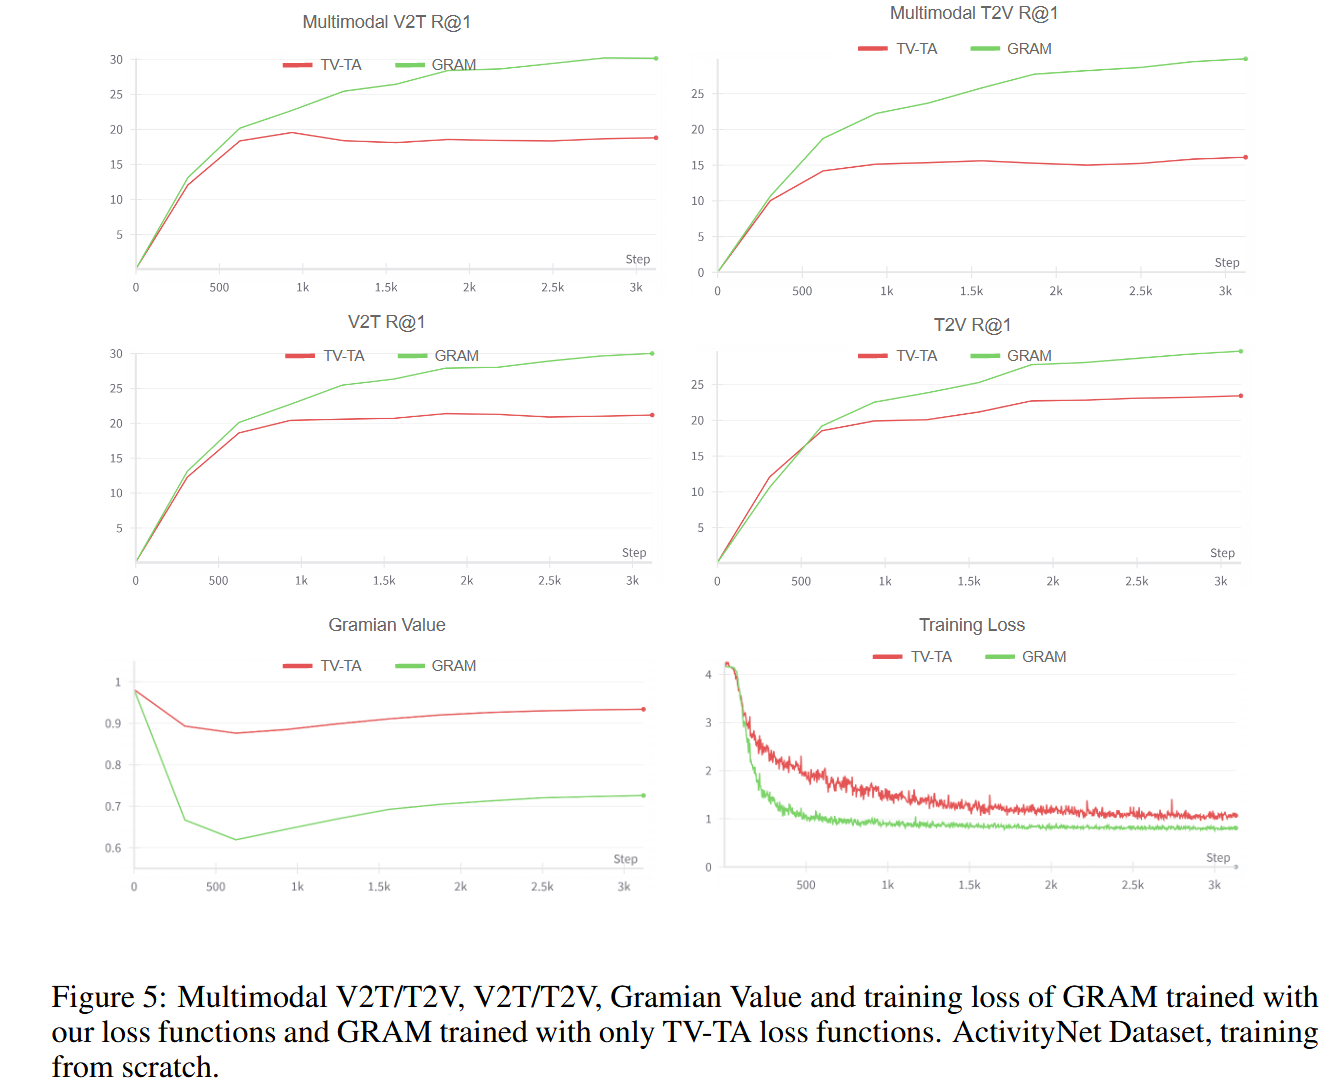 Multimodal V2T R@1
TV-TA GRAM
30
25
20
15
10
5
Step
0 500 1k 1.5k 2k 2.5k 3k
Multimodal T2V R@1
TV-TA GRAM
25
20
15
10
5
0
Step
0 500 1k 1.5k 2k 2.5k 3k
V2T R@1
TV-TA GRAM
30
25
20
15
10
5
Step
0 500 1k 1.5k 2k 2.5k 3k
T2V R@1
TV-TA GRAM
25
20
15
10
5
Step
0 500 1k 1.5k 2k 2.5k 3k
Gramian Value
TV-TA GRAM
1
0.9
0.8
0.7
0.6
Step
0 500 1k 1.5k 2k 2.5k 3k
Training Loss
TV-TA GRAM
4
3
2
1
0
Step
500 1k 1.5k 2k 2.5k 3k
Figure 5: Multimodal V2T/T2V, V2T/T2V, Gramian Value and training loss of GRAM trained with
our loss functions and GRAM trained with only TV-TA loss functions. ActivityNet Dataset, training
from scratch.